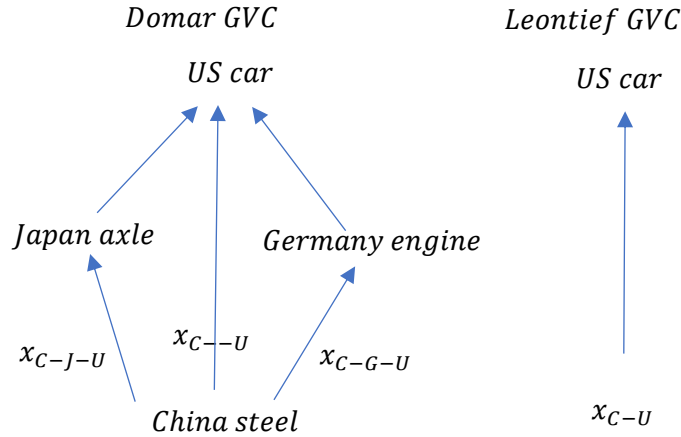 Domar GVC
US car
Japan axle
Germany engine
x_{C-J-U}
x_{C--U}
x_{C-G-U}
China steel
Leontief GVC
US car
x_{C-U}